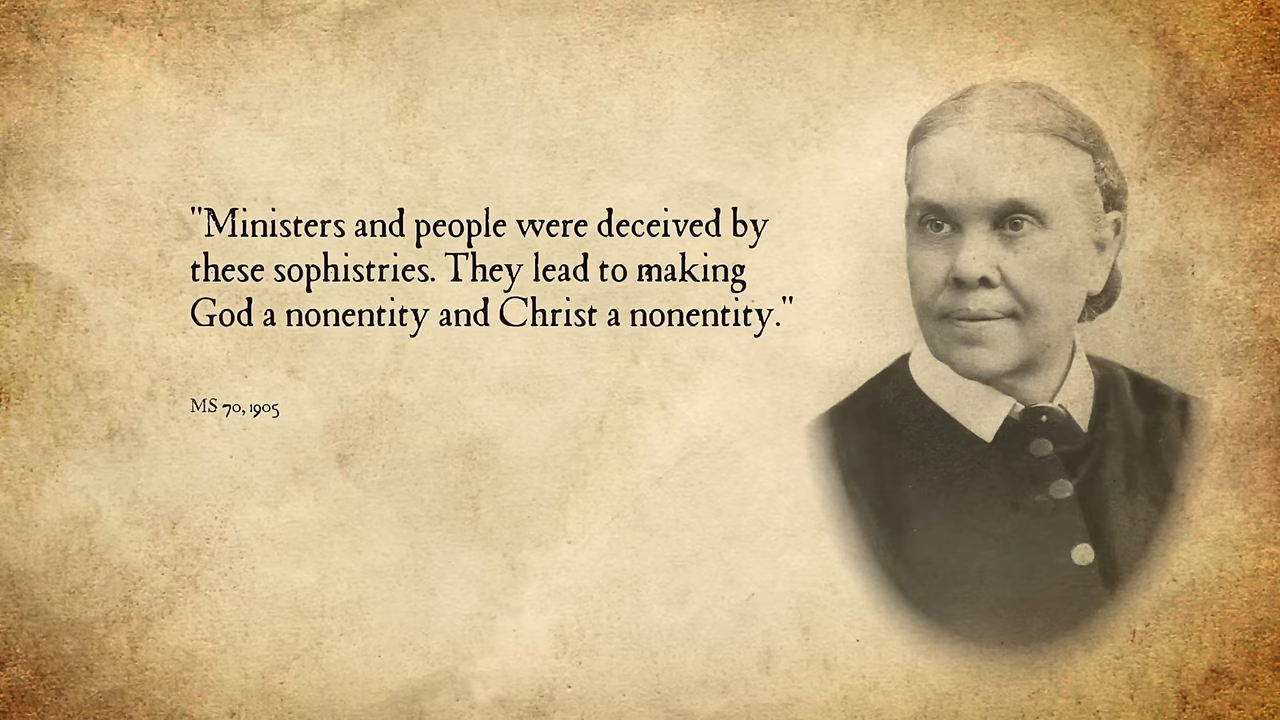 "Ministers and people were deceived by
these sophistries. They lead to making
God a nonentity and Christ a nonentity."
MS 70, 1905